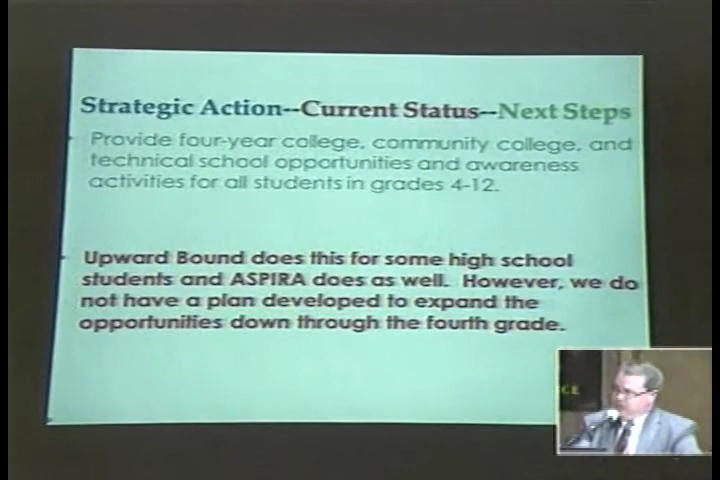 Strategic Action--Current Status--Next Steps
Provide four-year college, community college, and
technical school opportunities and awareness
activities for all students in grades 4-12.
Upward Bound does this for some high school
students and ASPIRA does as well. However, we do
not have a plan developed to expand the
opportunities down through the fourth grade.
CE